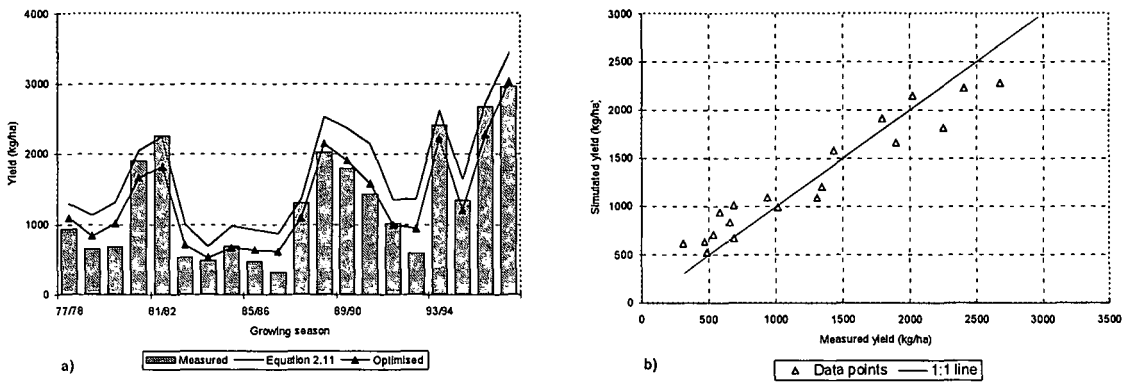 4000
3000
2000
1000
0
Yield (kg/ha)
77/78 81/82 85/86 89/90 93/94
Growing season
Measured Equation 2.11 Optimised
a)
3000
2500
2000
1500
1000
500
0
Simulated yield (kg/ha)
0 500 1000 1500 2000 2500 3000 3500
Measured yield (kg/ha)
Data points 1:1 line
b)